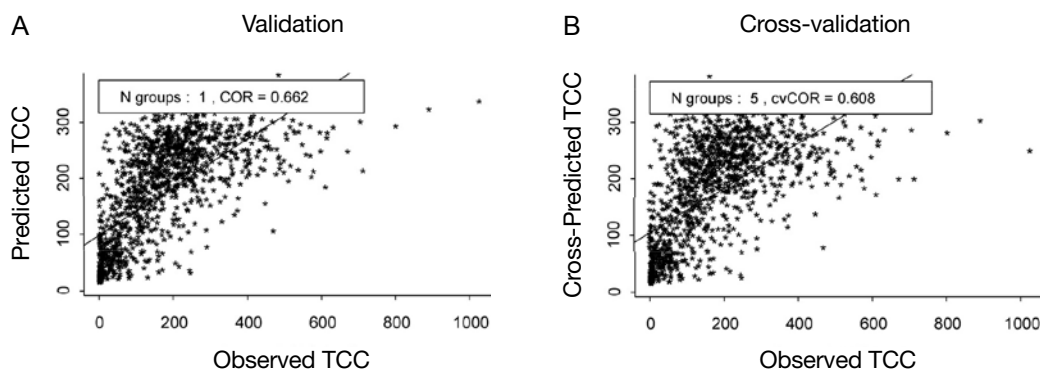 A
Validation
N groups : 1 , COR = 0.662
Predicted TCC
300
200
100
0
0 200 400 600 800 1000
Observed TCC
B
Cross-validation
N groups : 5 , cvCOR = 0.608
Cross-Predicted TCC
300
200
100
0
0 200 400 600 800 1000
Observed TCC